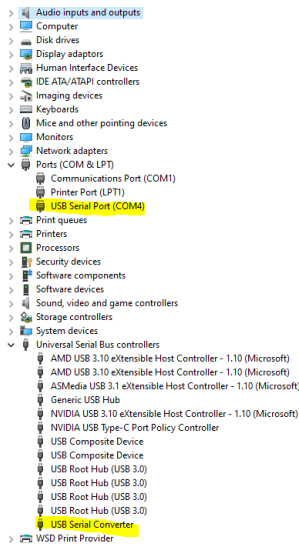 Audio inputs and outputs
Computer
Disk drives
Display adaptors
Human Interface Devices
IDE ATA/ATAPI controllers
Imaging devices
Keyboards
Mice and other pointing devices
Monitors
Network adapters
Ports (COM & LPT)
Communications Port (COM1)
Printer Port (LPT1)
USB Serial Port (COM4)
Print queues
Printers
Processors
Security devices
Software components
Software devices
Sound, video and game controllers
Storage controllers
System devices
Universal Serial Bus controllers
AMD USB 3.10 eXtensible Host Controller - 1.10 (Microsoft)
AMD USB 3.10 eXtensible Host Controller - 1.10 (Microsoft)
ASMedia USB 3.1 eXtensible Host Controller - 1.10 (Microsoft)
Generic USB Hub
NVIDIA USB 3.10 eXtensible Host Controller - 1.10 (Microsoft)
NVIDIA USB Type-C Port Policy Controller
USB Composite Device
USB Composite Device
USB Root Hub (USB 3.0)
USB Root Hub (USB 3.0)
USB Root Hub (USB 3.0)
USB Root Hub (USB 3.0)
USB Serial Converter
WSD Print Provider